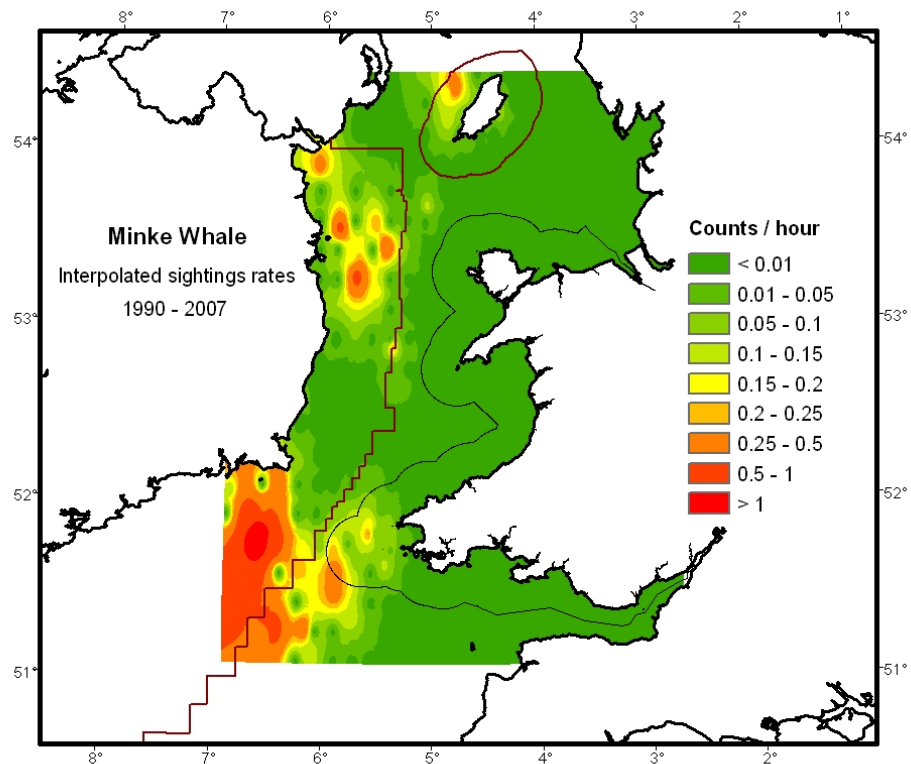 8° 7° 6° 5° 4° 3° 2° 1°
54° 54°
Minke Whale
Interpolated sightings rates
1990 - 2007
Counts / hour
< 0.01
0.01 - 0.05
0.05 - 0.1
0.1 - 0.15
0.15 - 0.2
0.2 - 0.25
0.25 - 0.5
0.5 - 1
> 1
53° 53°
52° 52°
51° 51°
8° 7° 6° 5° 4° 3° 2°